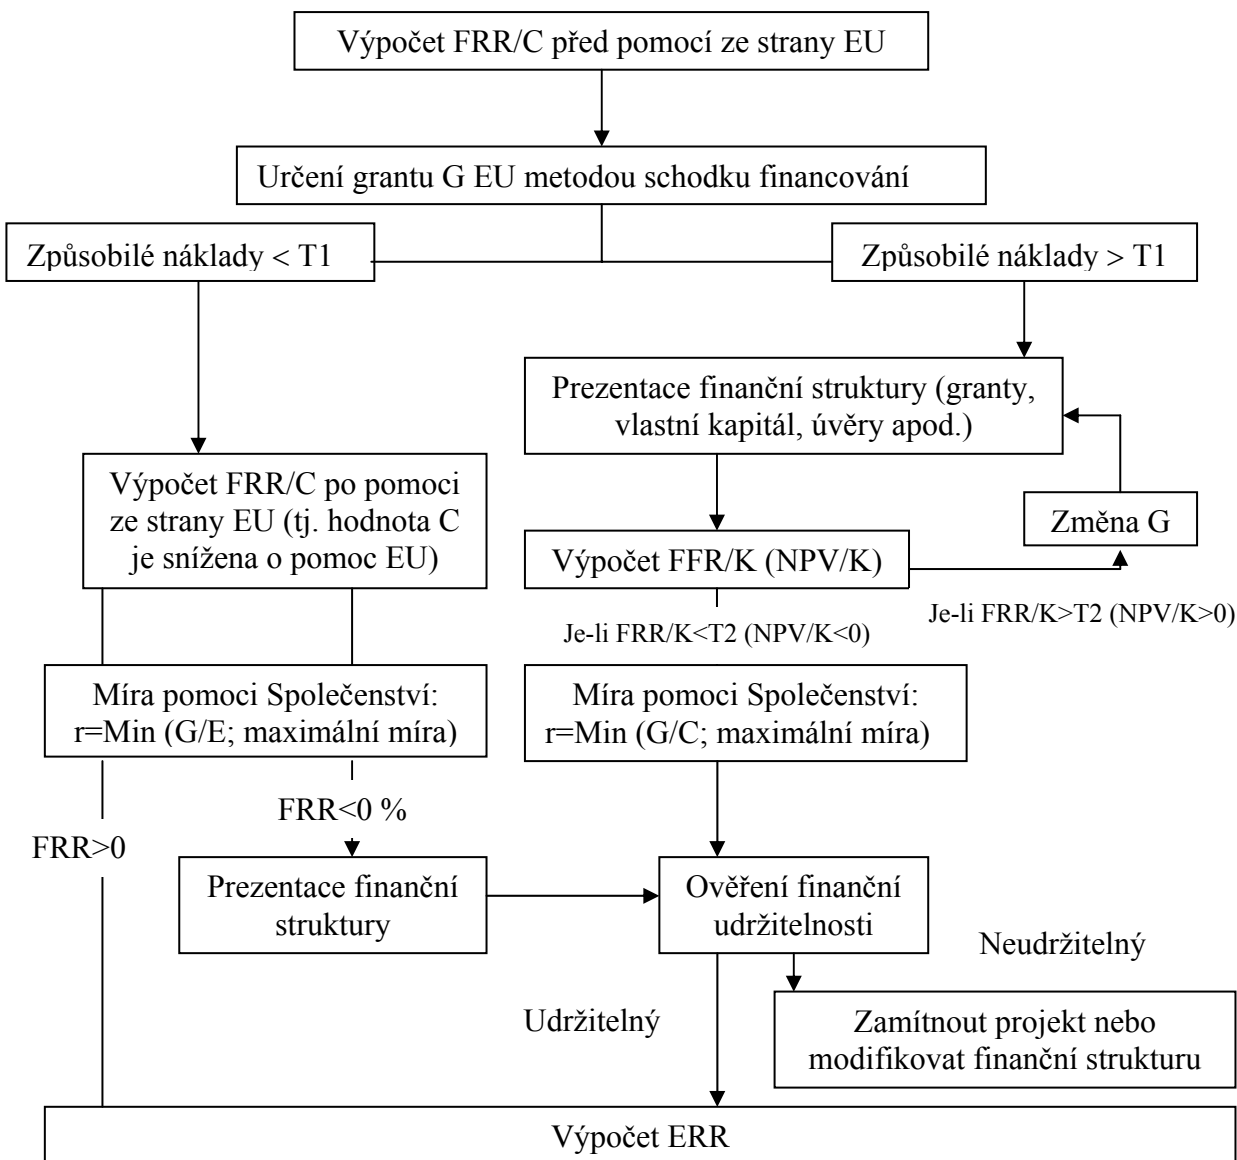 Výpočet FRR/C před pomocí ze strany EU
Určení grantu G EU metodou schodku financování
Způsobilé náklady < T1
Způsobilé náklady > T1
Prezentace finanční struktury (granty,
vlastní kapitál, úvěry apod.)
Výpočet FRR/C po pomoci
ze strany EU (tj. hodnota C
je snížena o pomoc EU)
Změna G
Výpočet FFR/K (NPV/K)
Je-li FRR/K>T2 (NPV/K>0)
Je-li FRR/K<T2 (NPV/K<0)
Míra pomoci Společenství:
r=Min (G/E; maximální míra)
Míra pomoci Společenství:
r=Min (G/C; maximální míra)
FRR<0 %
FRR>0
Prezentace finanční
struktury
Ověření finanční
udržitelnosti
Neudržitelný
Udržitelný
Zamítnout projekt nebo
modifikovat finanční strukturu
Výpočet ERR